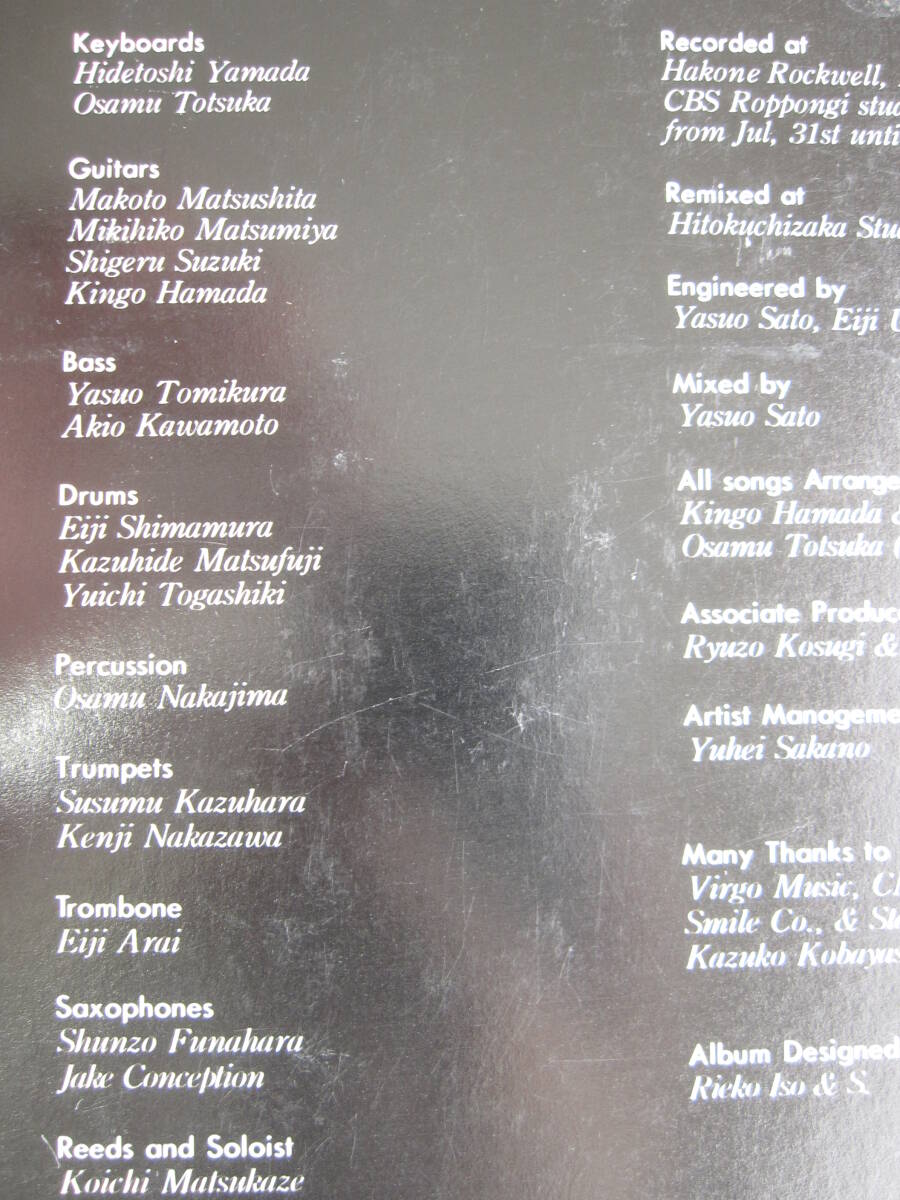 Keyboards
Hidetoshi Yamada
Osamu Totsuka
Guitars
Makoto Matsushita
Mikihiko Matsumiya
Shigeru Suzuki
Kingo Hamada
Bass
Yasuo Tomikura
Akio Kawamoto
Drums
Eiji Shimamura
Kazuhide Matsufuji
Yuichi Togashiki
Percussion
Osamu Nakajima
Trumpets
Susumu Kazuhara
Kenji Nakazawa
Trombone
Eiji Arai
Saxophones
Shunzo Funahara
Jake Conception
Reeds and Soloist
Koichi Matsukaze
Recorded at
Hakone Rockwell,
CBS Roppongi
from Jul, 31st
Remixed at
Hitokuchizaka
Engineered by
Yasuo Sato, Eiji
Mixed by
Yasuo Sato
All songs
Kingo Hamada
Osamu Totsuka
Associate
Ryuzo Kosugi &
Artist
Yuhei Sakano
Many Thanks to
Virgo Music,
Smile Co., &
Kazuko
Album Designed
Rieko Iso & S.